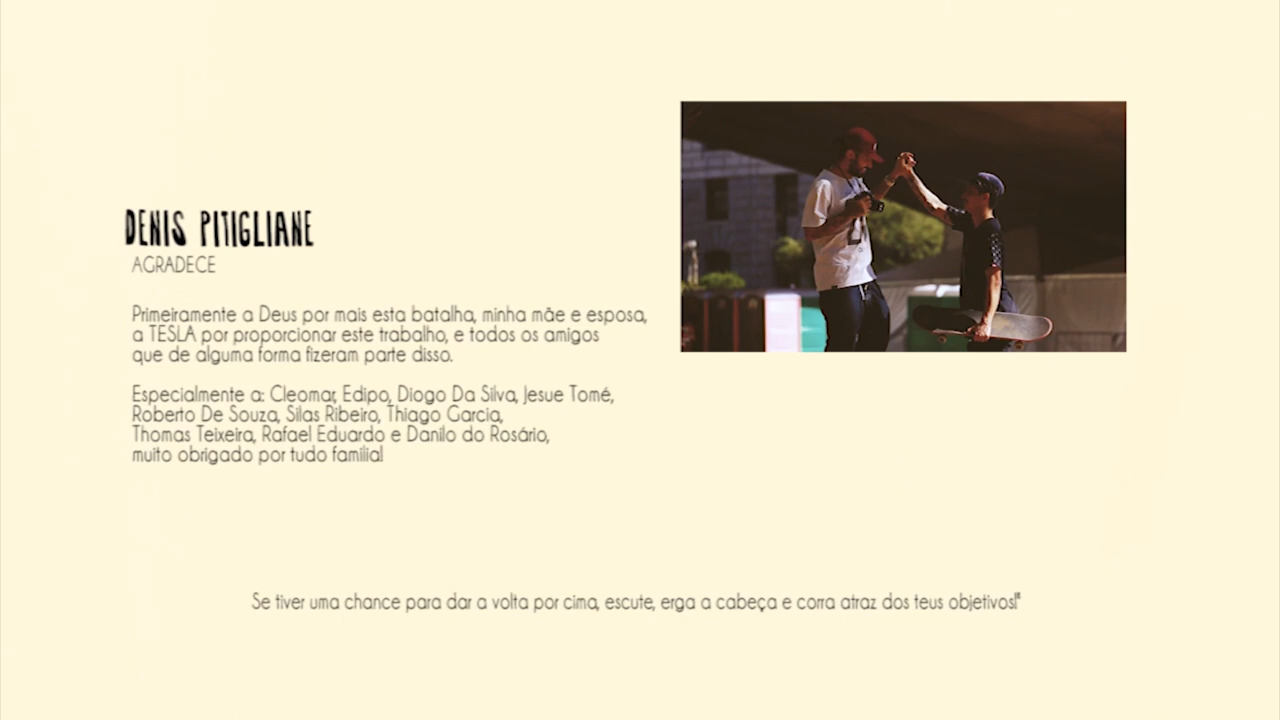 DENIS PITIGLIANE
AGRADECE
Primeiramente a Deus por mais esta batalha, minha mãe e esposa,
a TESLA por proporcionar este trabalho, e todos os amigos
que de alguma forma fizeram parte disso.
Especialmente a: Cleomar, Edipo, Diogo Da Silva, Jesue Tomé,
Roberto De Souza, Silas Ribeiro, Thiago Garcia,
Thomas Teixeira, Rafael Eduardo e Danilo do Rosário,
muito obrigado por tudo familia!
Se tiver uma chance para dar a volta por cima, escute, erga a cabeça e corra atraz dos teus objetivos!"